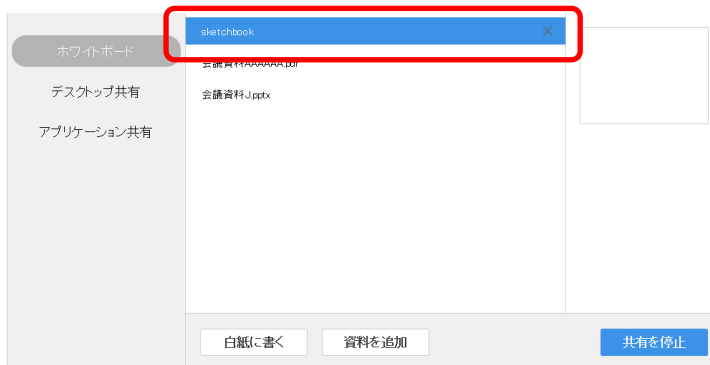 sketchbook
ホワイトボード
会議資料AAAAAA.pdf
デスクトップ共有
会議資料J.pptx
アプリケーション共有
白紙に書く
資料を追加
共有を停止